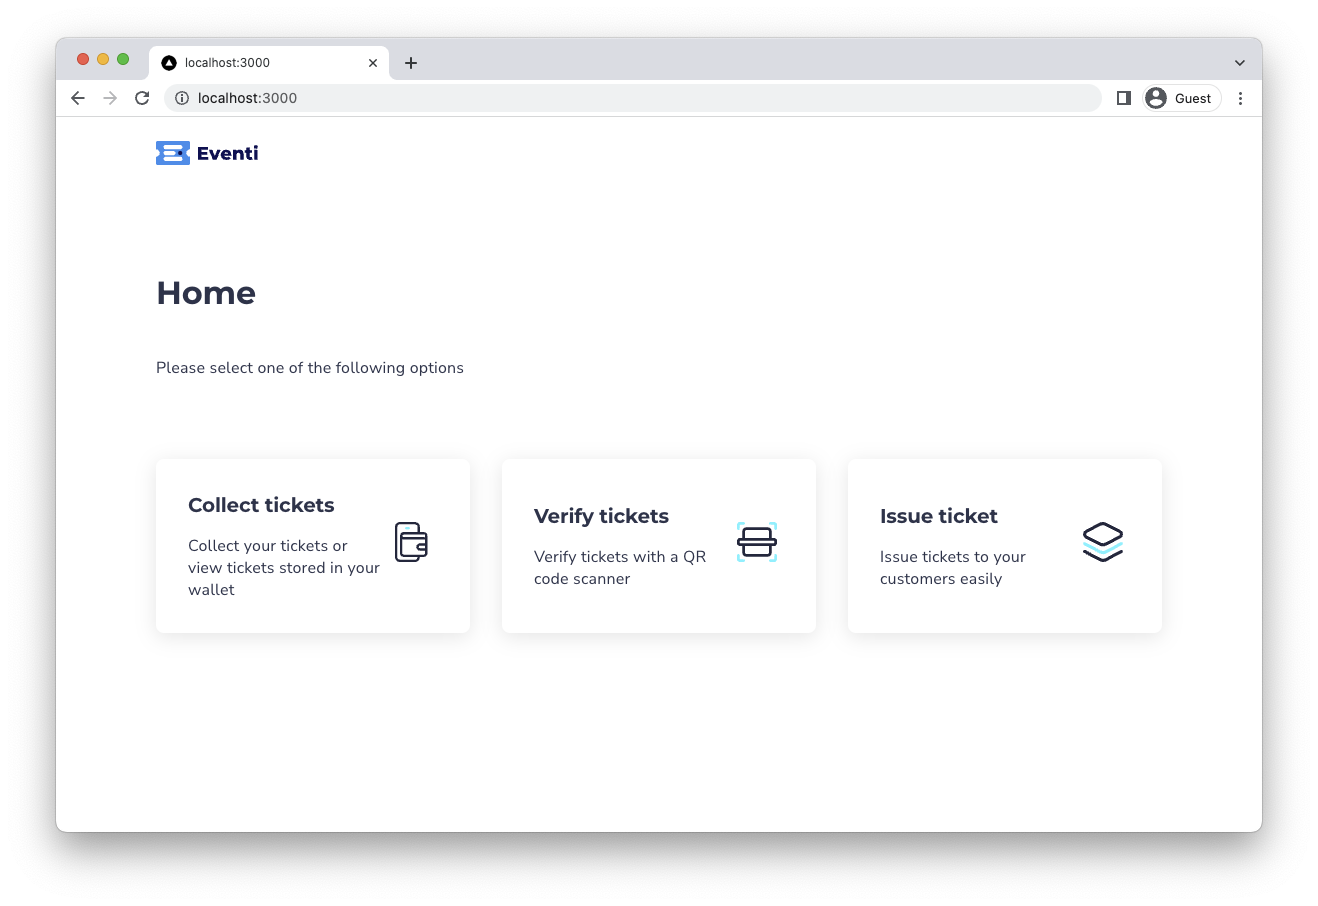 localhost:3000
localhost:3000
Guest
Eventi
Home
Please select one of the following options
Collect tickets
Collect your tickets or
view tickets stored in your
wallet
Verify tickets
Verify tickets with a QR
code scanner
Issue ticket
Issue tickets to your
customers easily